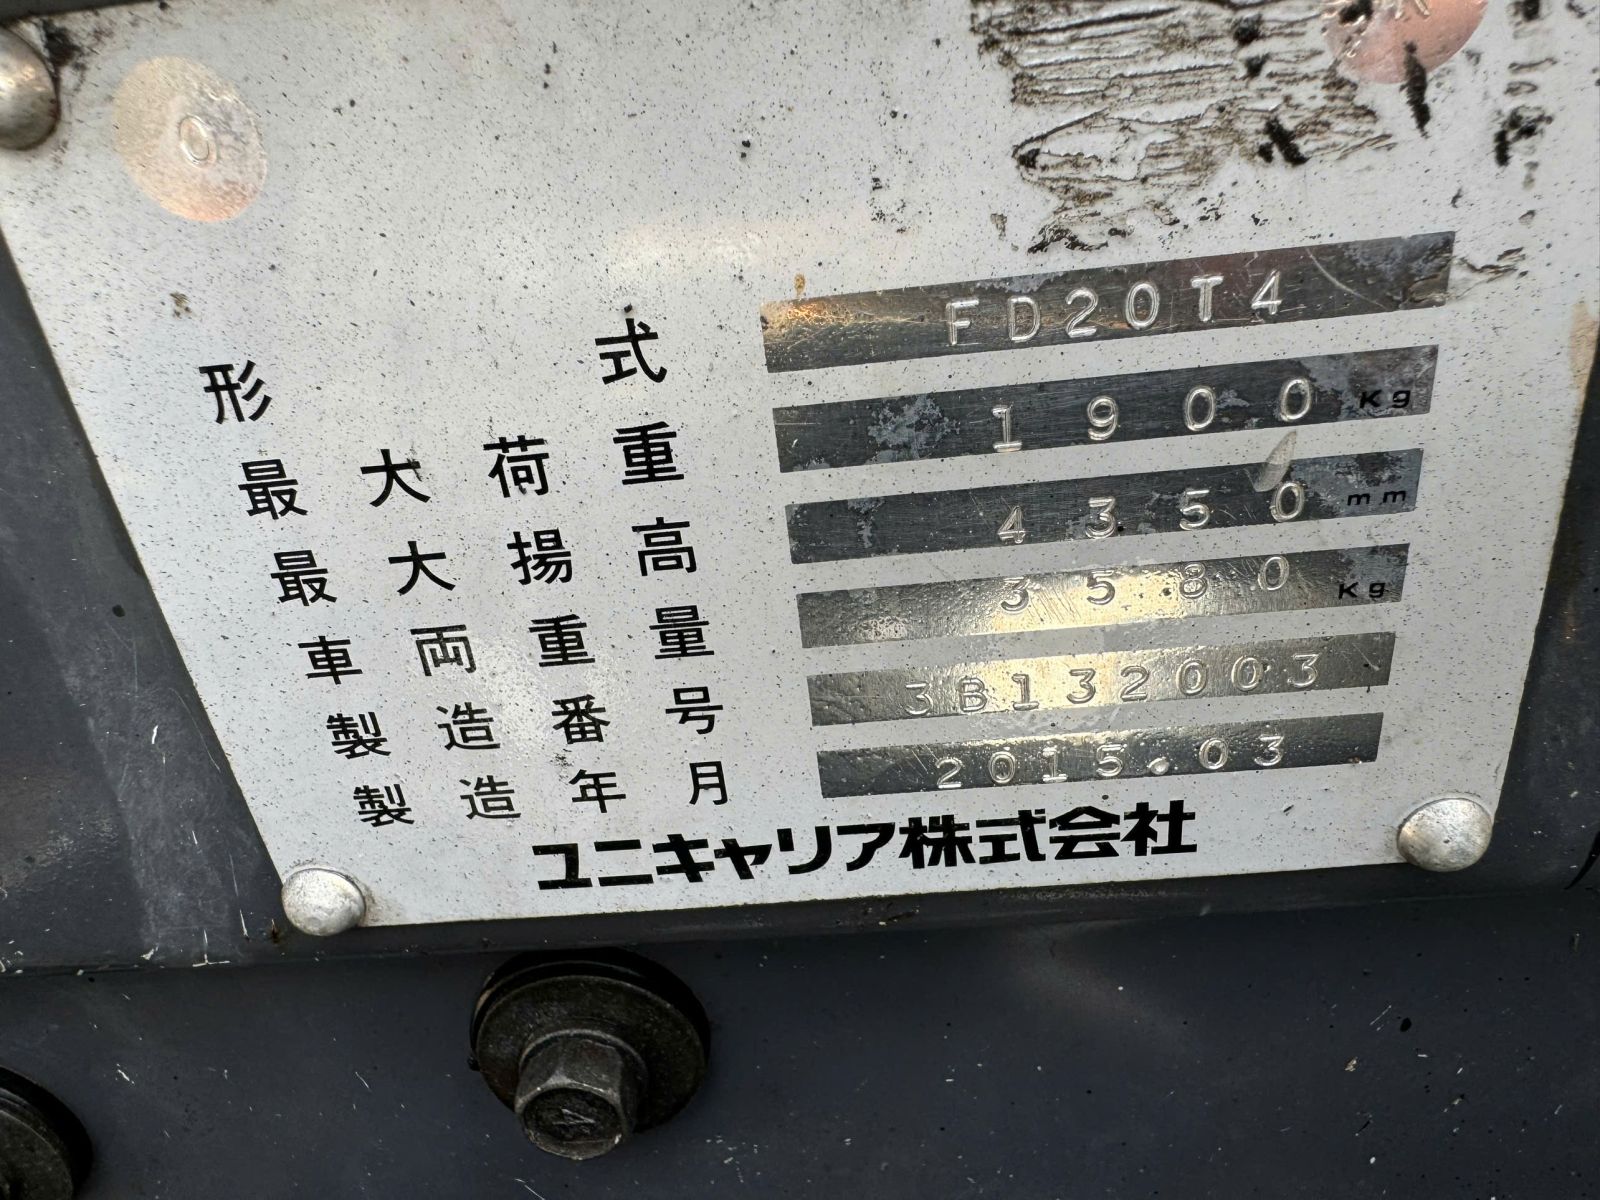 形式 FD20T4
最大荷重 1900 Kg
最大揚高 4350 mm
車両重量 3580 Kg
製造番号 3B132003
製造年月 2015.03
ユニキャリア株式会社